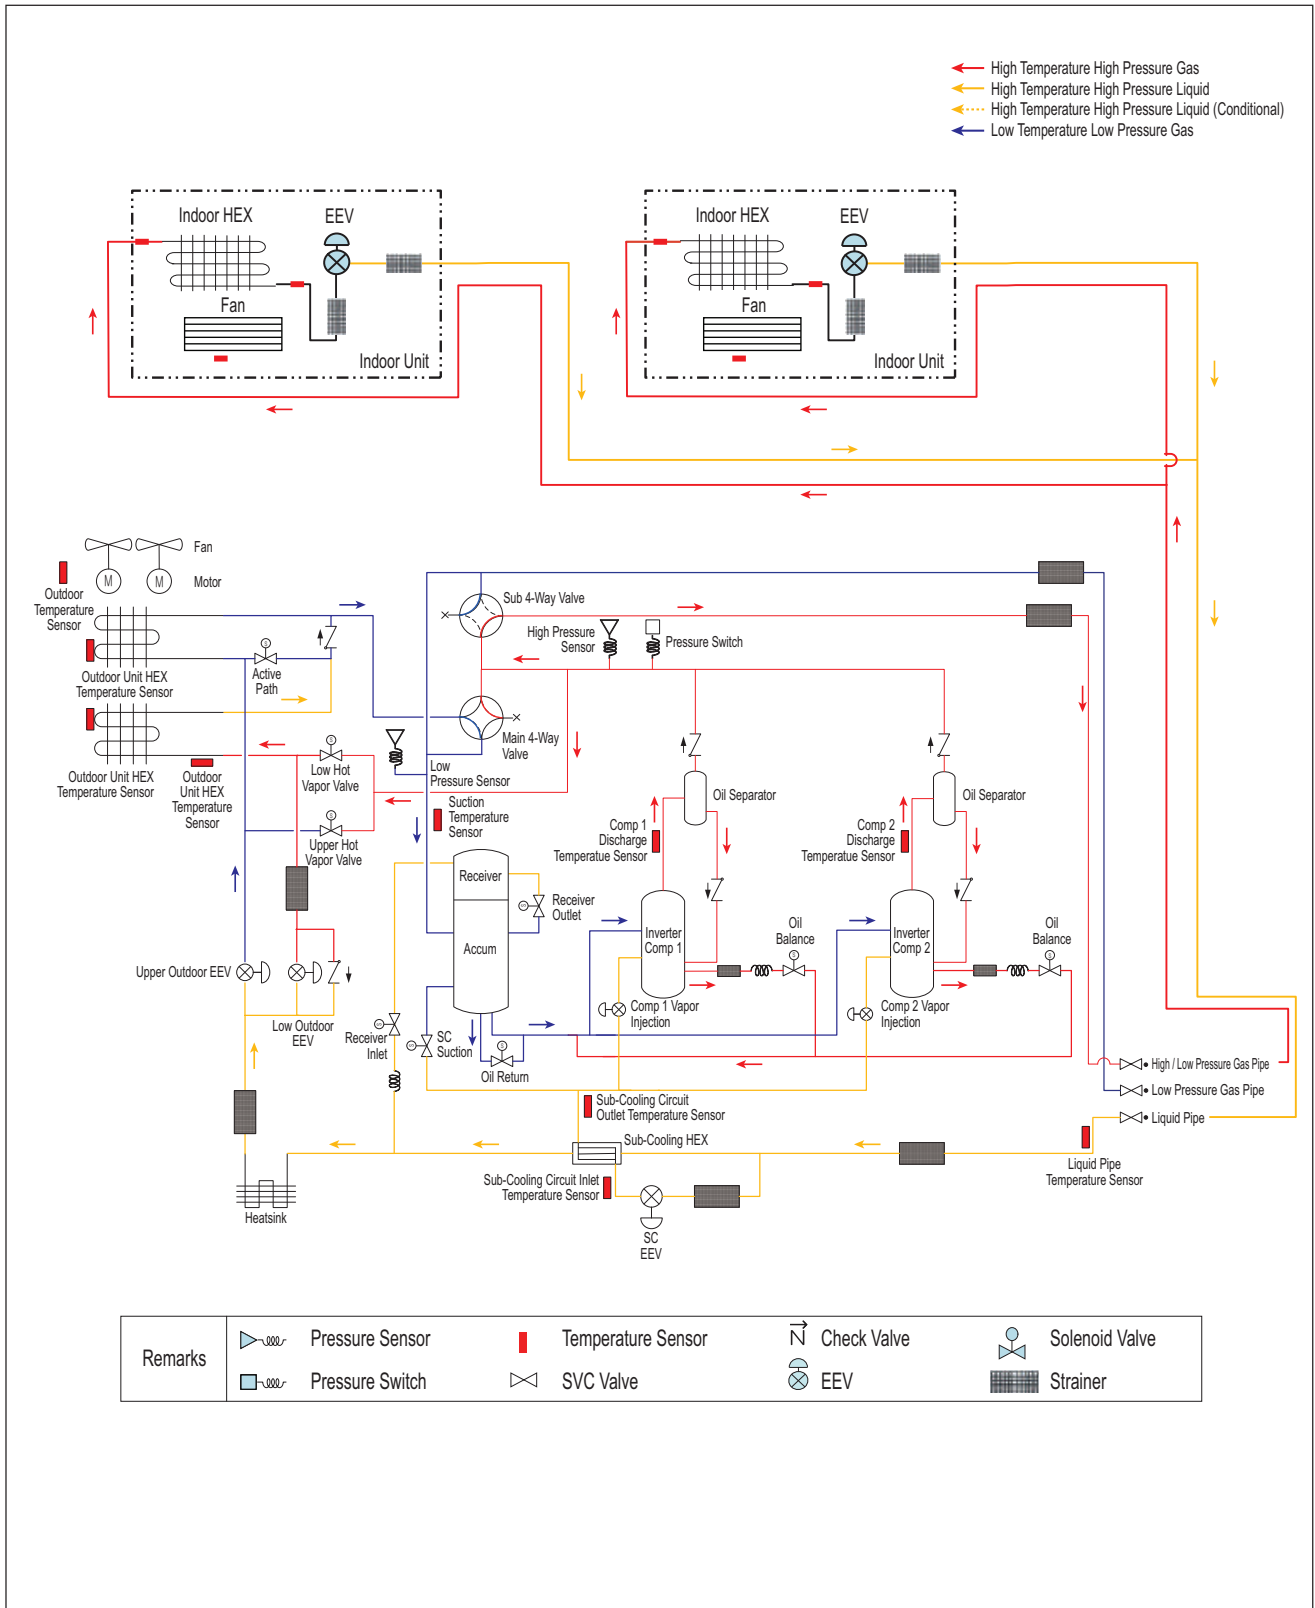 High Temperature High Pressure Gas
High Temperature High Pressure Liquid
High Temperature High Pressure Liquid (Conditional)
Low Temperature Low Pressure Gas
Indoor HEX
EEV
Fan
Indoor Unit
Indoor HEX
EEV
Fan
Indoor Unit
Fan
M
M
Motor
Outdoor
Temperature
Sensor
Sub 4-Way Valve
High Pressure
Sensor
Pressure Switch
S
Active
Path
Outdoor Unit HEX
Temperature Sensor
Main 4-Way
Valve
Low
Pressure Sensor
S
Low Hot
Vapor Valve
Outdoor Unit HEX
Temperature Sensor
Outdoor
Unit HEX
Temperature
Sensor
Suction
Temperature
Sensor
S
Upper Hot
Vapor Valve
Oil Separator
Oil Separator
Comp 1
Discharge
Temperatue Sensor
Comp 2
Discharge
Temperatue Sensor
Receiver
S
Receiver
Outlet
Accum
Inverter
Comp 1
Oil
Balance
S
Inverter
Comp 2
Oil
Balance
S
Upper Outdoor EEV
Low Outdoor
EEV
S
Receiver
Inlet
S
SC
Suction
S
Oil Return
Comp 1 Vapor
Injection
Comp 2 Vapor
Injection
High / Low Pressure Gas Pipe
Low Pressure Gas Pipe
Liquid Pipe
Sub-Cooling Circuit
Outlet Temperature Sensor
Sub-Cooling HEX
Sub-Cooling Circuit Inlet
Temperature Sensor
Liquid Pipe
Temperature Sensor
Heatsink
SC
EEV
Remarks
Pressure Sensor
Temperature Sensor
Check Valve
Solenoid Valve
Pressure Switch
SVC Valve
EEV
Strainer